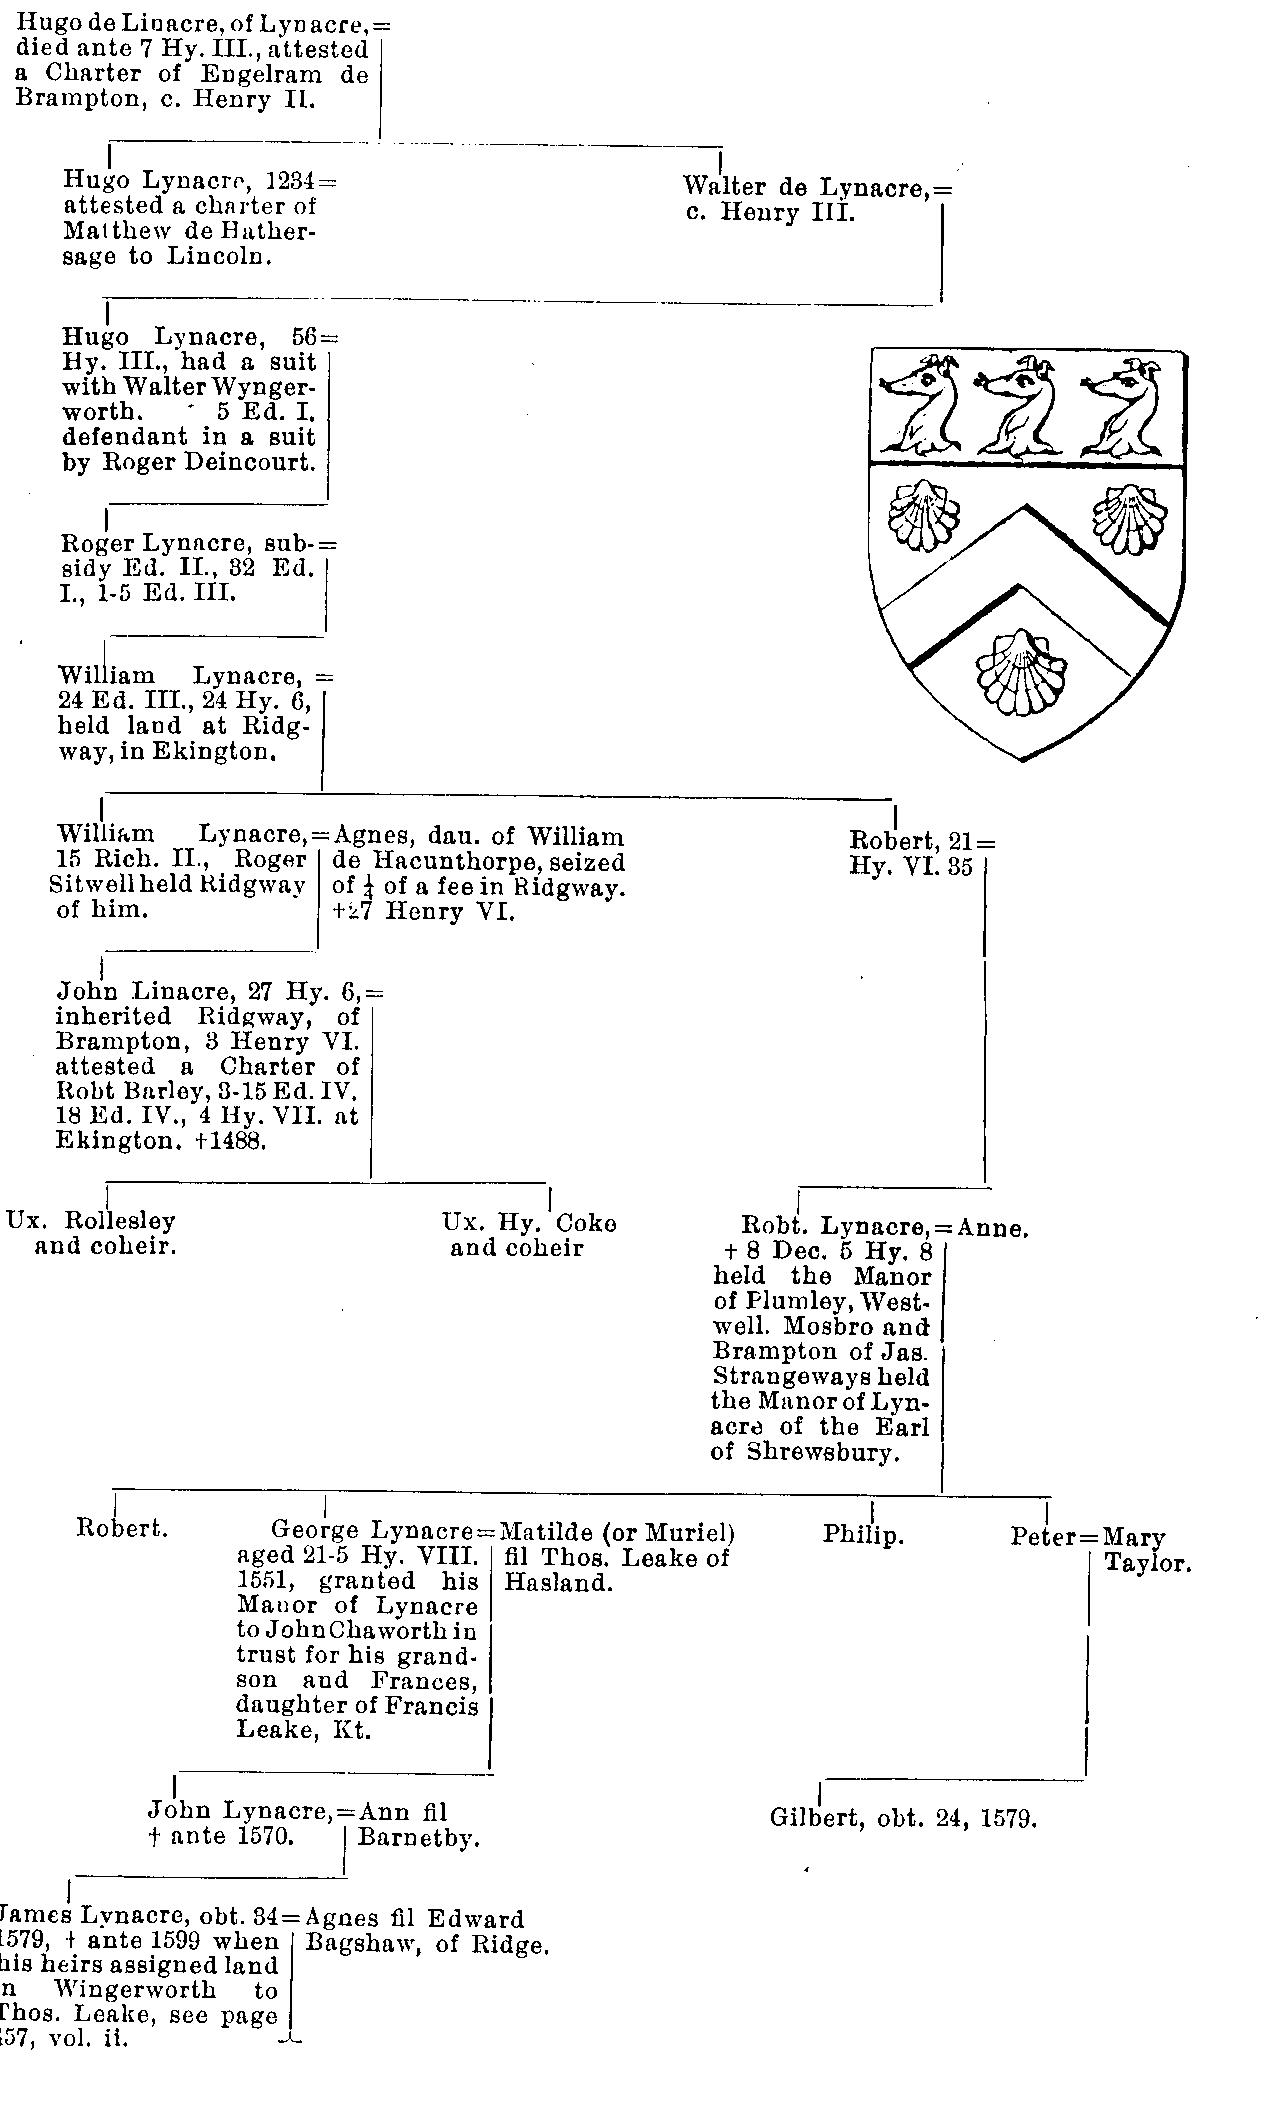 Hugo de Linacre, of Lynacre,=
died ante 7 Hy. III., attested
a Charter of Engelram de
Brampton, c. Henry II.
Hugo Lynacre, 1234=
attested a charter of
Matthew de Hather-
sage to Lincoln.
Walter de Lynacre,=
c. Henry III.
Hugo Lynacre, 56=
Hy. III., had a suit
with Walter Wynger-
worth. 5 Ed. I.
defendant in a suit
by Roger Deincourt.
Roger Lynacre, sub-=
sidy Ed. II., 32 Ed.
I., 1-5 Ed. III.
William Lynacre, =
24 Ed. III., 24 Hy. 6,
held land at Ridg-
way, in Ekington.
William Lynacre,=
15 Rich. II., Roger
Sitwell held Ridgway
of him.
Agnes, dau. of William
de Hacunthorpe, seized
of ¼ of a fee in Ridgway.
+27 Henry VI.
Robert, 21=
Hy. VI. 35
John Linacre, 27 Hy. 6,=
inherited Ridgway, of
Brampton, 3 Henry VI.
attested a Charter of
Robt Barley, 3-15 Ed. IV.
18 Ed. IV., 4 Hy. VII. at
Ekington. +1488.
Ux. Rollesley
and coheir.
Ux. Hy. Coke
and coheir
Robt. Lynacre,=Anne.
+ 8 Dec. 5 Hy. 8
held the Manor
of Plumley, West-
well. Mosbro and
Brampton of Jas.
Strangeways held
the Manor of Lyn-
acre of the Earl
of Shrewsbury.
Robert.
George Lynacre=
aged 21-5 Hy. VIII.
1551, granted his
Manor of Lynacre
to John Chaworth in
trust for his grand-
son and Frances,
daughter of Francis
Leake, Kt.
Matilde (or Muriel)
fil Thos. Leake of
Hasland.
Philip.
Peter=Mary
Taylor.
John Lynacre,=
† ante 1570.
Ann fil
Barnetby.
Gilbert, obt. 24, 1579.
James Lynacre, obt. 34=
1579, † ante 1599 when
his heirs assigned land
in Wingerworth to
Thos. Leake, see page
57, vol. ii.
Agnes fil Edward
Bagshaw, of Ridge.